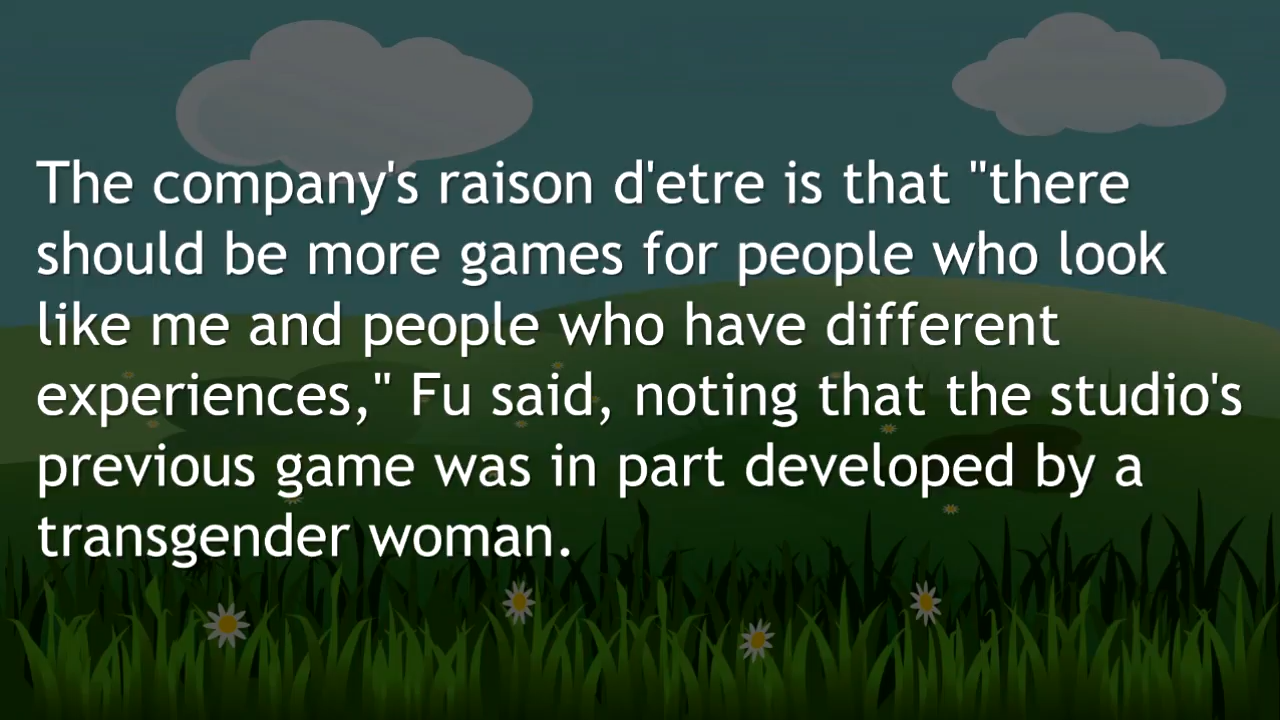 The company's raison d'etre is that "there
should be more games for people who look
like me and people who have different
experiences," Fu said, noting that the studio's
previous game was in part developed by a
transgender woman.